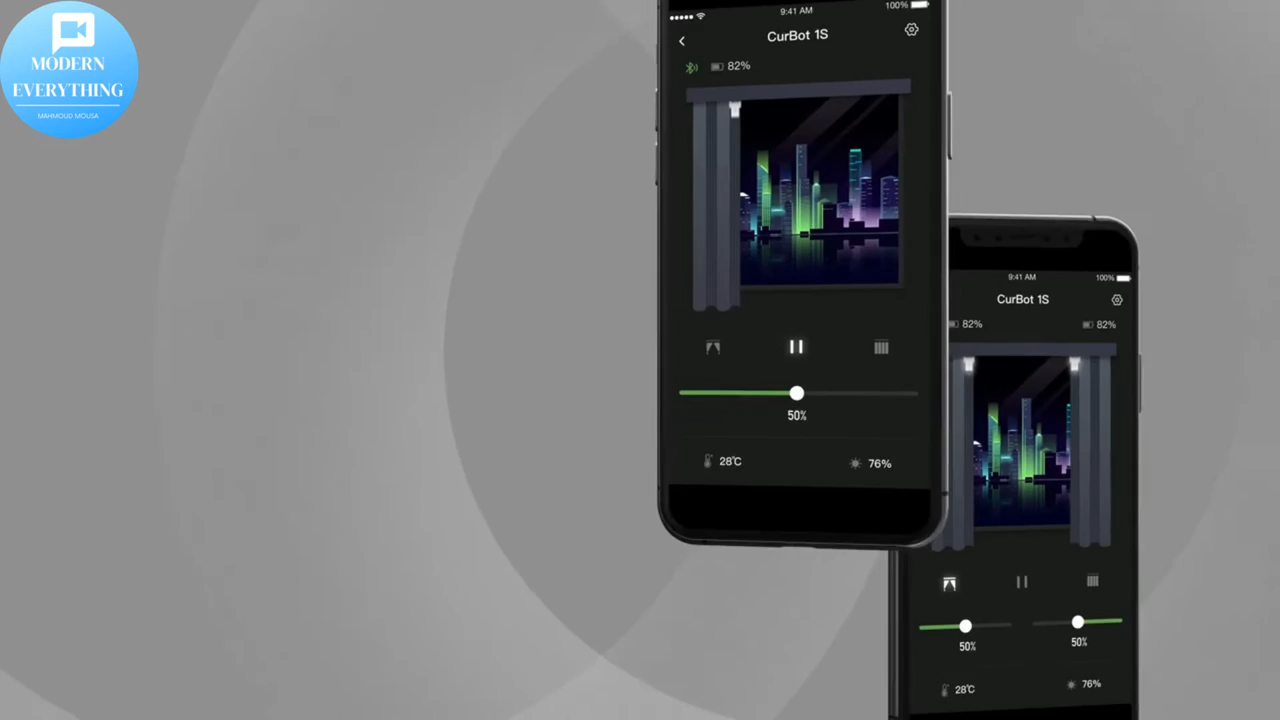 MODERN
EVERYTHING
MAHMOUD MOUSA
9:41 AM
100%
CurBot 1S
82%
50%
28℃
76%
9:41 AM
100%
CurBot 1S
82%
82%
50%
50%
28℃
76%